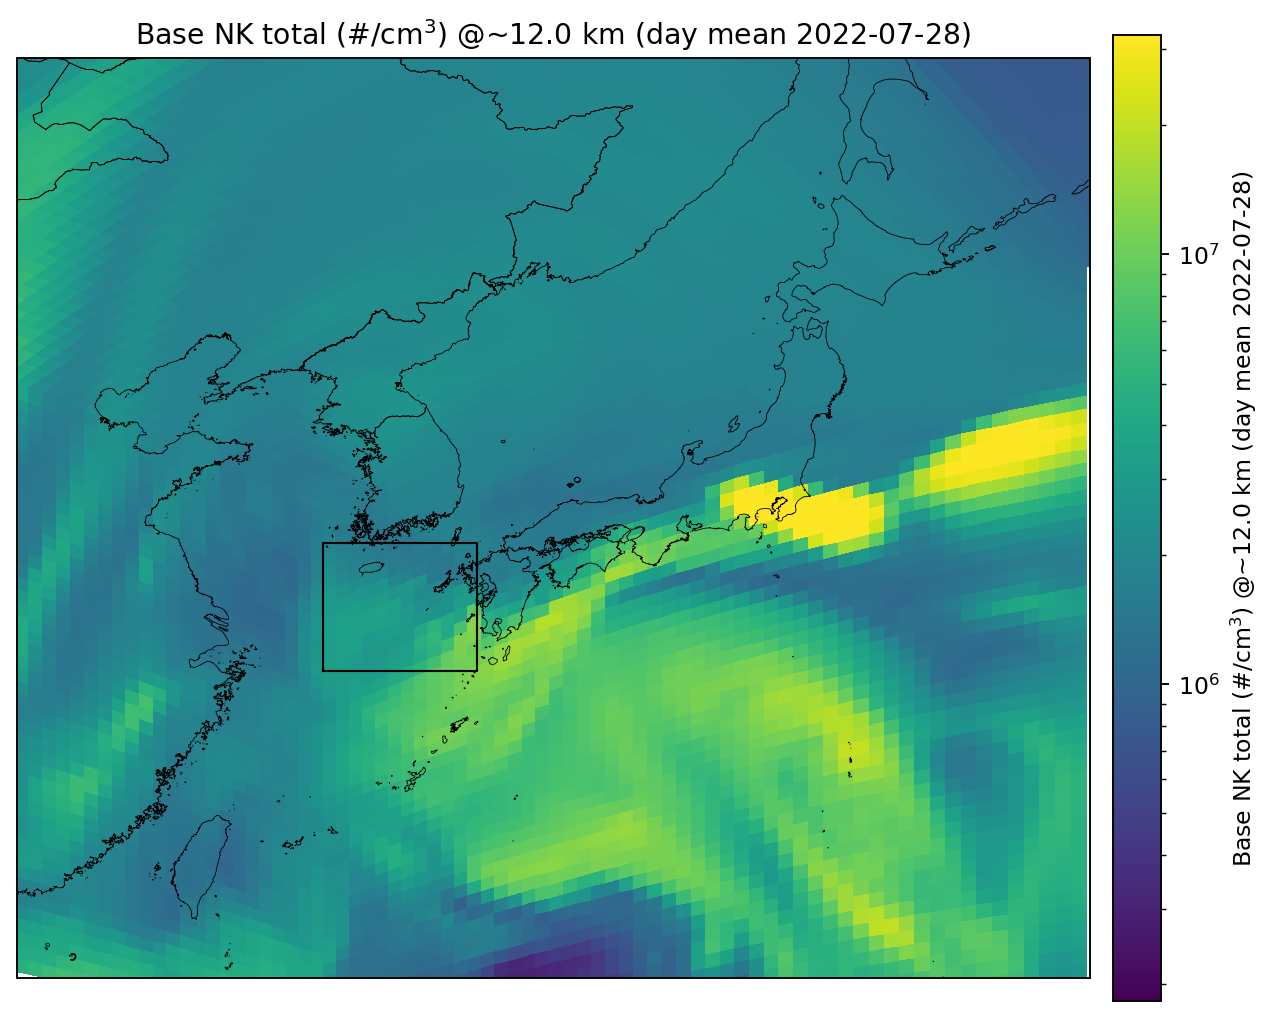 Base NK total (#/cm³) @~12.0 km (day mean 2022-07-28)
10⁷
10⁶
Base NK total (#/cm³) @~12.0 km (day mean 2022-07-28)